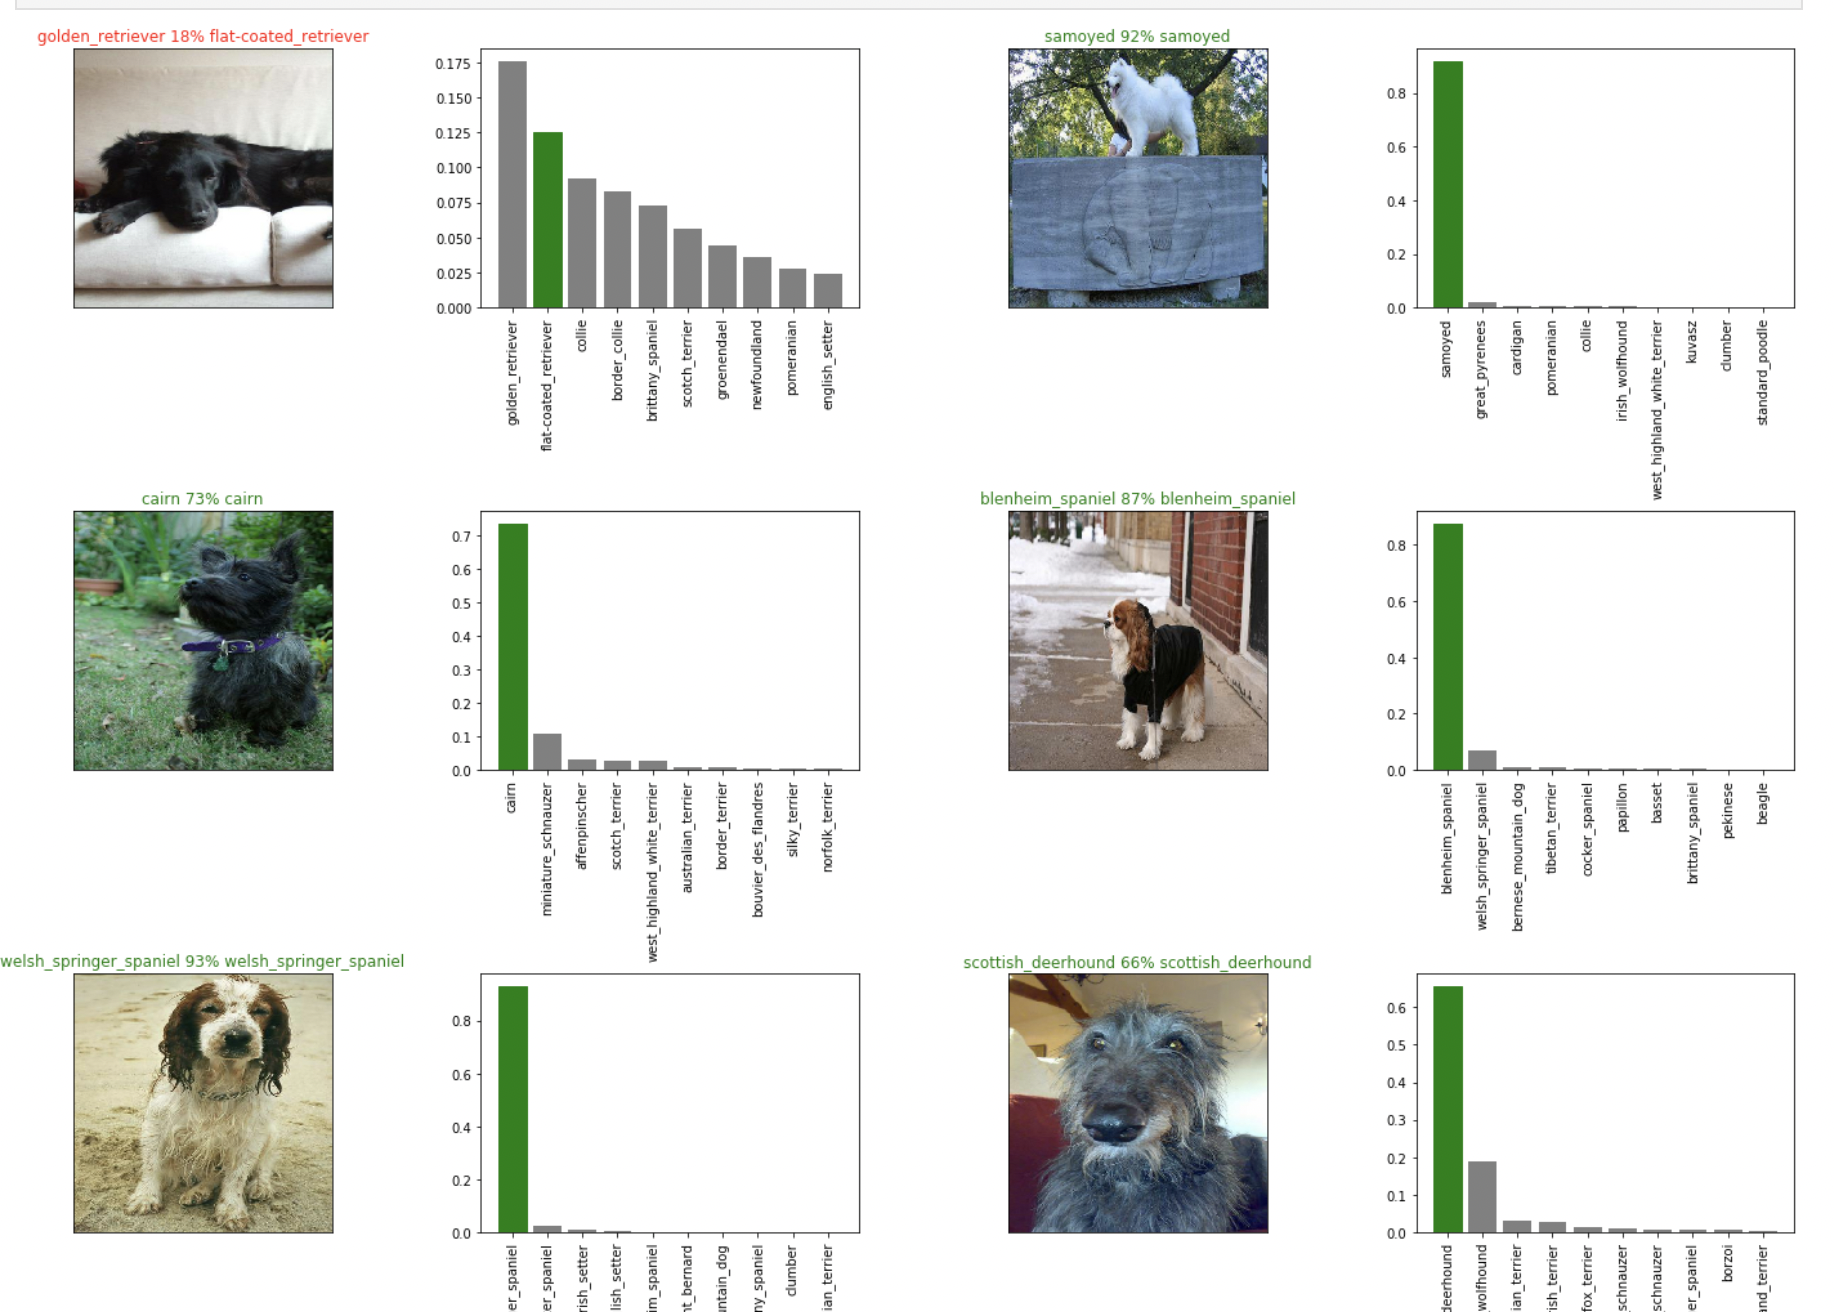 golden_retriever 18% flat-coated_retriever
0.175
0.150
0.125
0.100
0.075
0.050
0.025
0.000
golden_retriever
flat-coated_retriever
collie
border_collie
brittany_spaniel
scotch_terrier
groenendael
newfoundland
pomeranian
english_setter
samoyed 92% samoyed
0.8
0.6
0.4
0.2
0.0
samoyed
great_pyrenees
cardigan
pomeranian
collie
irish_wolfhound
west_highland_white_terrier
kuvasz
clumber
standard_poodle
cairn 73% cairn
0.7
0.6
0.5
0.4
0.3
0.2
0.1
0.0
cairn
miniature_schnauzer
affenpinscher
scotch_terrier
west_highland_white_terrier
australian_terrier
border_terrier
bouvier_des_flandres
silky_terrier
norfolk_terrier
blenheim_spaniel 87% blenheim_spaniel
0.8
0.6
0.4
0.2
0.0
blenheim_spaniel
welsh_springer_spaniel
bernese_mountain_dog
tibetan_terrier
cocker_spaniel
papillon
basset
brittany_spaniel
pekinese
beagle
welsh_springer_spaniel 93% welsh_springer_spaniel
0.8
0.6
0.4
0.2
0.0
er_spaniel
er_spaniel
rish_setter
lish_setter
im_spaniel
nt_bernard
untain_dog
ny_spaniel
clumber
ian_terrier
scottish_deerhound 66% scottish_deerhound
0.6
0.5
0.4
0.3
0.2
0.1
0.0
deerhound
wolfhound
ian_terrier
rish_terrier
fox_terrier
schnauzer
schnauzer
er_spaniel
borzoi
and_terrier